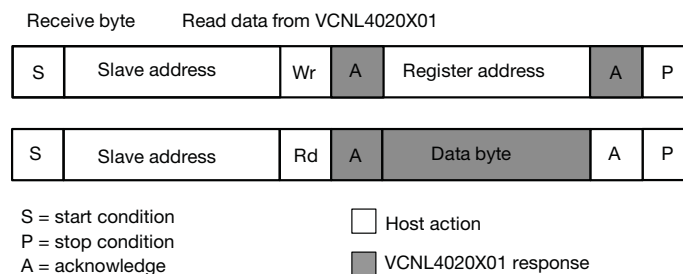 Receive byte Read data from VCNL4020X01
S Slave address Wr A Register address A P
S Slave address Rd A Data byte A P
S = start condition
P = stop condition
A = acknowledge
Host action
VCNL4020X01 response